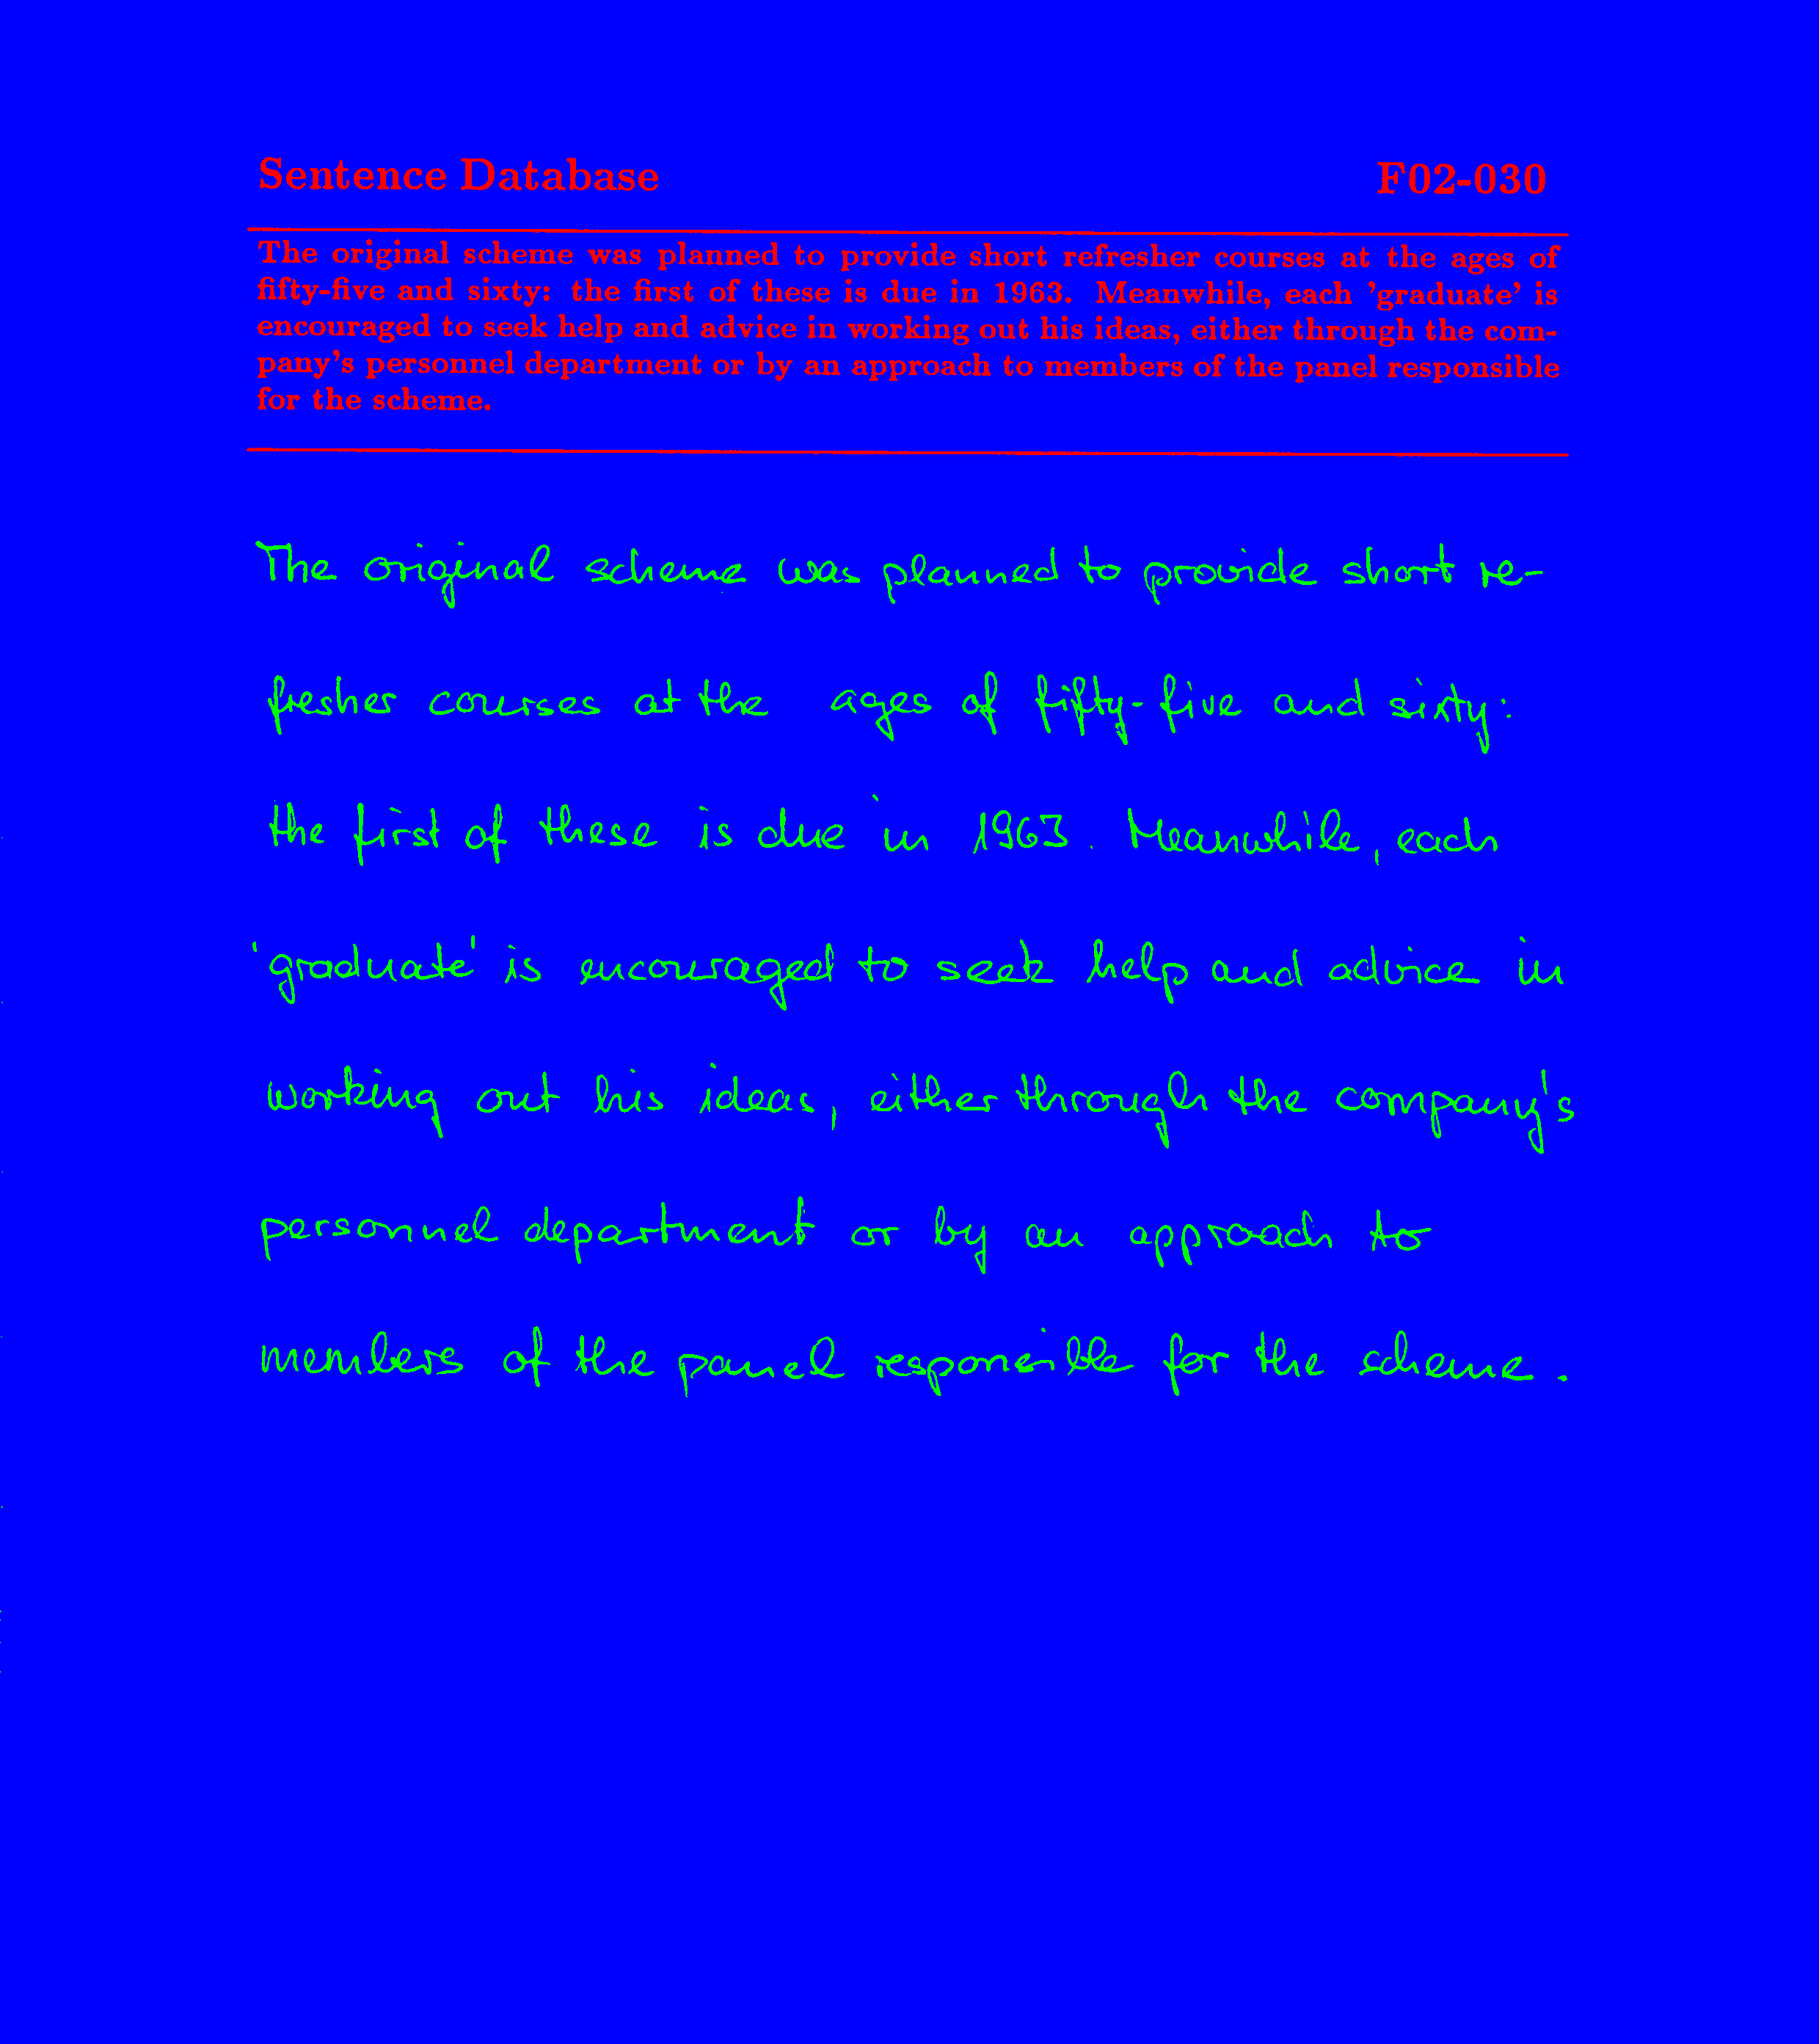 Sentence Database F02-030
The original scheme was planned to provide short refresher courses at the ages of
fifty-five and sixty: the first of these is due in 1963. Meanwhile, each 'graduate' is
encouraged to seek help and advice in working out his ideas, either through the com-
pany's personnel department or by an approach to members of the panel responsible
for the scheme.
The original scheme was planned to provide short re-
fresher courses at the ages of fifty-five and sixty:
the first of these is due in 1963. Meanwhile, each
'graduate' is encouraged to seek help and advice in
working out his ideas, either through the company's
personnel department or by an approach to
members of the panel responsible for the scheme.